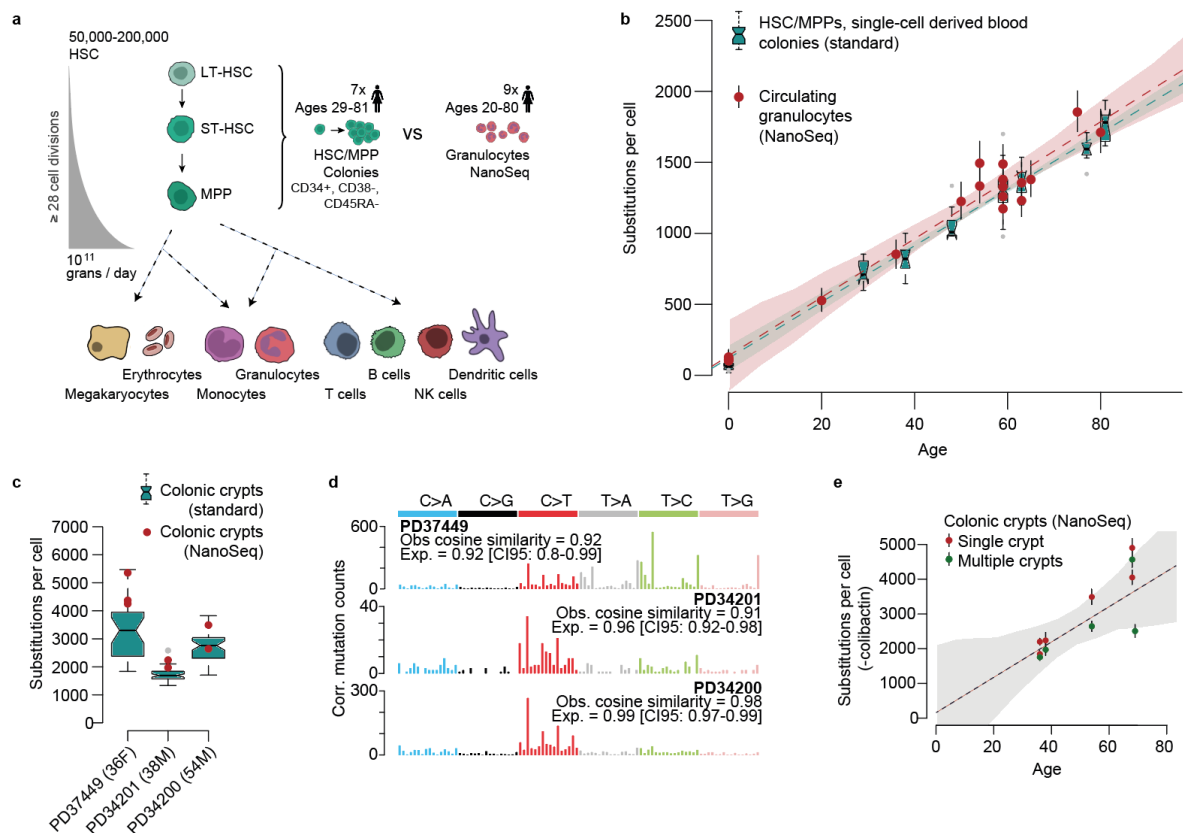 a
50,000-200,000
HSC
LT-HSC
ST-HSC
MPP
≥ 28 cell divisions
10¹¹
grans / day
7x
Ages 29-81
HSC/MPP
Colonies
CD34+, CD38-,
CD45RA-
VS
9x
Ages 20-80
Granulocytes
NanoSeq
Megakaryocytes
Erythrocytes
Monocytes
Granulocytes
T cells
B cells
NK cells
Dendritic cells
b
HSC/MPPs, single-cell derived blood
colonies (standard)
Circulating
granulocytes
(NanoSeq)
Substitutions per cell
2500
2000
1500
1000
500
0
0 20 40 60 80
Age
c
Colonic crypts
(standard)
Colonic crypts
(NanoSeq)
Substitutions per cell
7000
6000
5000
4000
3000
2000
1000
0
PD37449 (36F)
PD34201 (38M)
PD34200 (54M)
d
C>A C>G C>T T>A T>C T>G
Corr. mutation counts
600
0
PD37449
Obs cosine similarity = 0.92
Exp. = 0.92 [CI95: 0.8-0.99]
40
0
PD34201
Obs. cosine similarity = 0.91
Exp. = 0.96 [CI95: 0.92-0.98]
300
0
PD34200
Obs. cosine similarity = 0.98
Exp. = 0.99 [CI95: 0.97-0.99]
e
Colonic crypts (NanoSeq)
Single crypt
Multiple crypts
Substitutions per cell
(-colibactin)
5000
4000
3000
2000
1000
0
0 20 40 60 80
Age